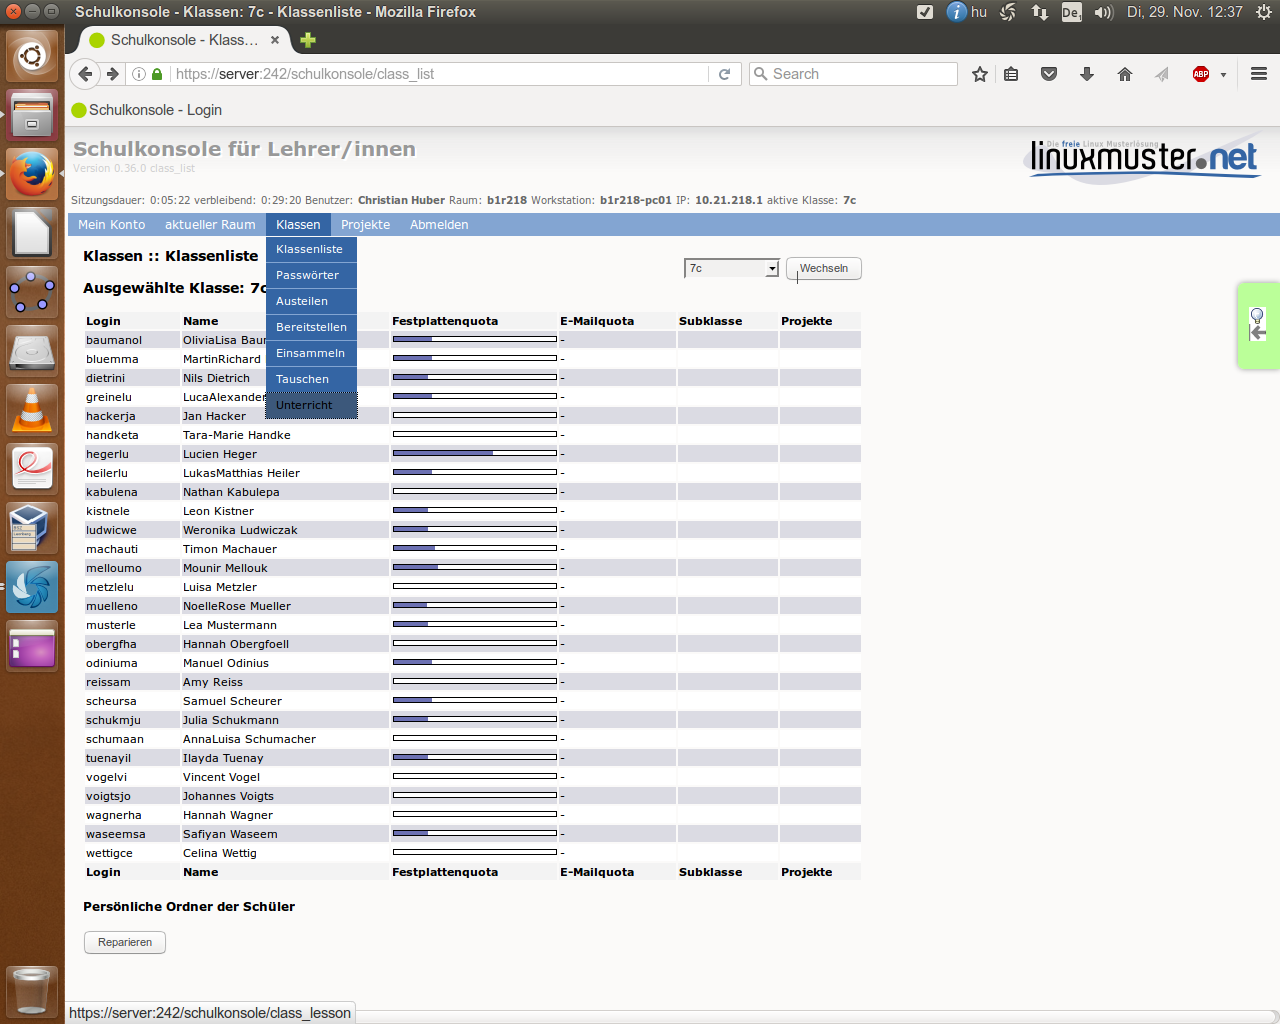 Schulkonsole - Klassen: 7c - Klassenliste - Mozilla Firefox
hu De1 Di, 29. Nov. 12:37
Schulkonsole - Klass…
https://server:242/schulkonsole/class_list Search ABP
Schulkonsole - Login
Schulkonsole für Lehrer/innen
Version 0.36.0 class_list
Die freie Linux Musterlösung
linuxmuster.net
Sitzungsdauer: 0:05:22 verbleibend: 0:29:20 Benutzer: Christian Huber Raum: b1r218 Workstation: b1r218-pc01 IP: 10.21.218.1 aktive Klasse: 7c
Mein Konto aktueller Raum Klassen Projekte Abmelden
Klassenliste
Passwörter
Austeilen
Bereitstellen
Einsammeln
Tauschen
Unterricht
Klassen :: Klassenliste
7c Wechseln
Ausgewählte Klasse: 7c
Login Name Festplattenquota E-Mailquota Subklasse Projekte
baumanol OliviaLisa Bau -
bluemma MartinRichard -
dietrini Nils Dietrich -
greinelu LucaAlexander -
hackerja Jan Hacker -
handketa Tara-Marie Handke -
hegerlu Lucien Heger -
heilerlu LukasMatthias Heiler -
kabulena Nathan Kabulepa -
kistnele Leon Kistner -
ludwicwe Weronika Ludwiczak -
machauti Timon Machauer -
melloumo Mounir Mellouk -
metzlelu Luisa Metzler -
muelleno NoelleRose Mueller -
musterle Lea Mustermann -
obergfha Hannah Obergfoell -
odiniuma Manuel Odinius -
reissam Amy Reiss -
scheursa Samuel Scheurer -
schukmju Julia Schukmann -
schumaan AnnaLuisa Schumacher -
tuenayil Ilayda Tuenay -
vogelvi Vincent Vogel -
voigtsjo Johannes Voigts -
wagnerha Hannah Wagner -
waseemsa Safiyan Waseem -
wettigce Celina Wettig -
Login Name Festplattenquota E-Mailquota Subklasse Projekte
Persönliche Ordner der Schüler
Reparieren
https://server:242/schulkonsole/class_lesson